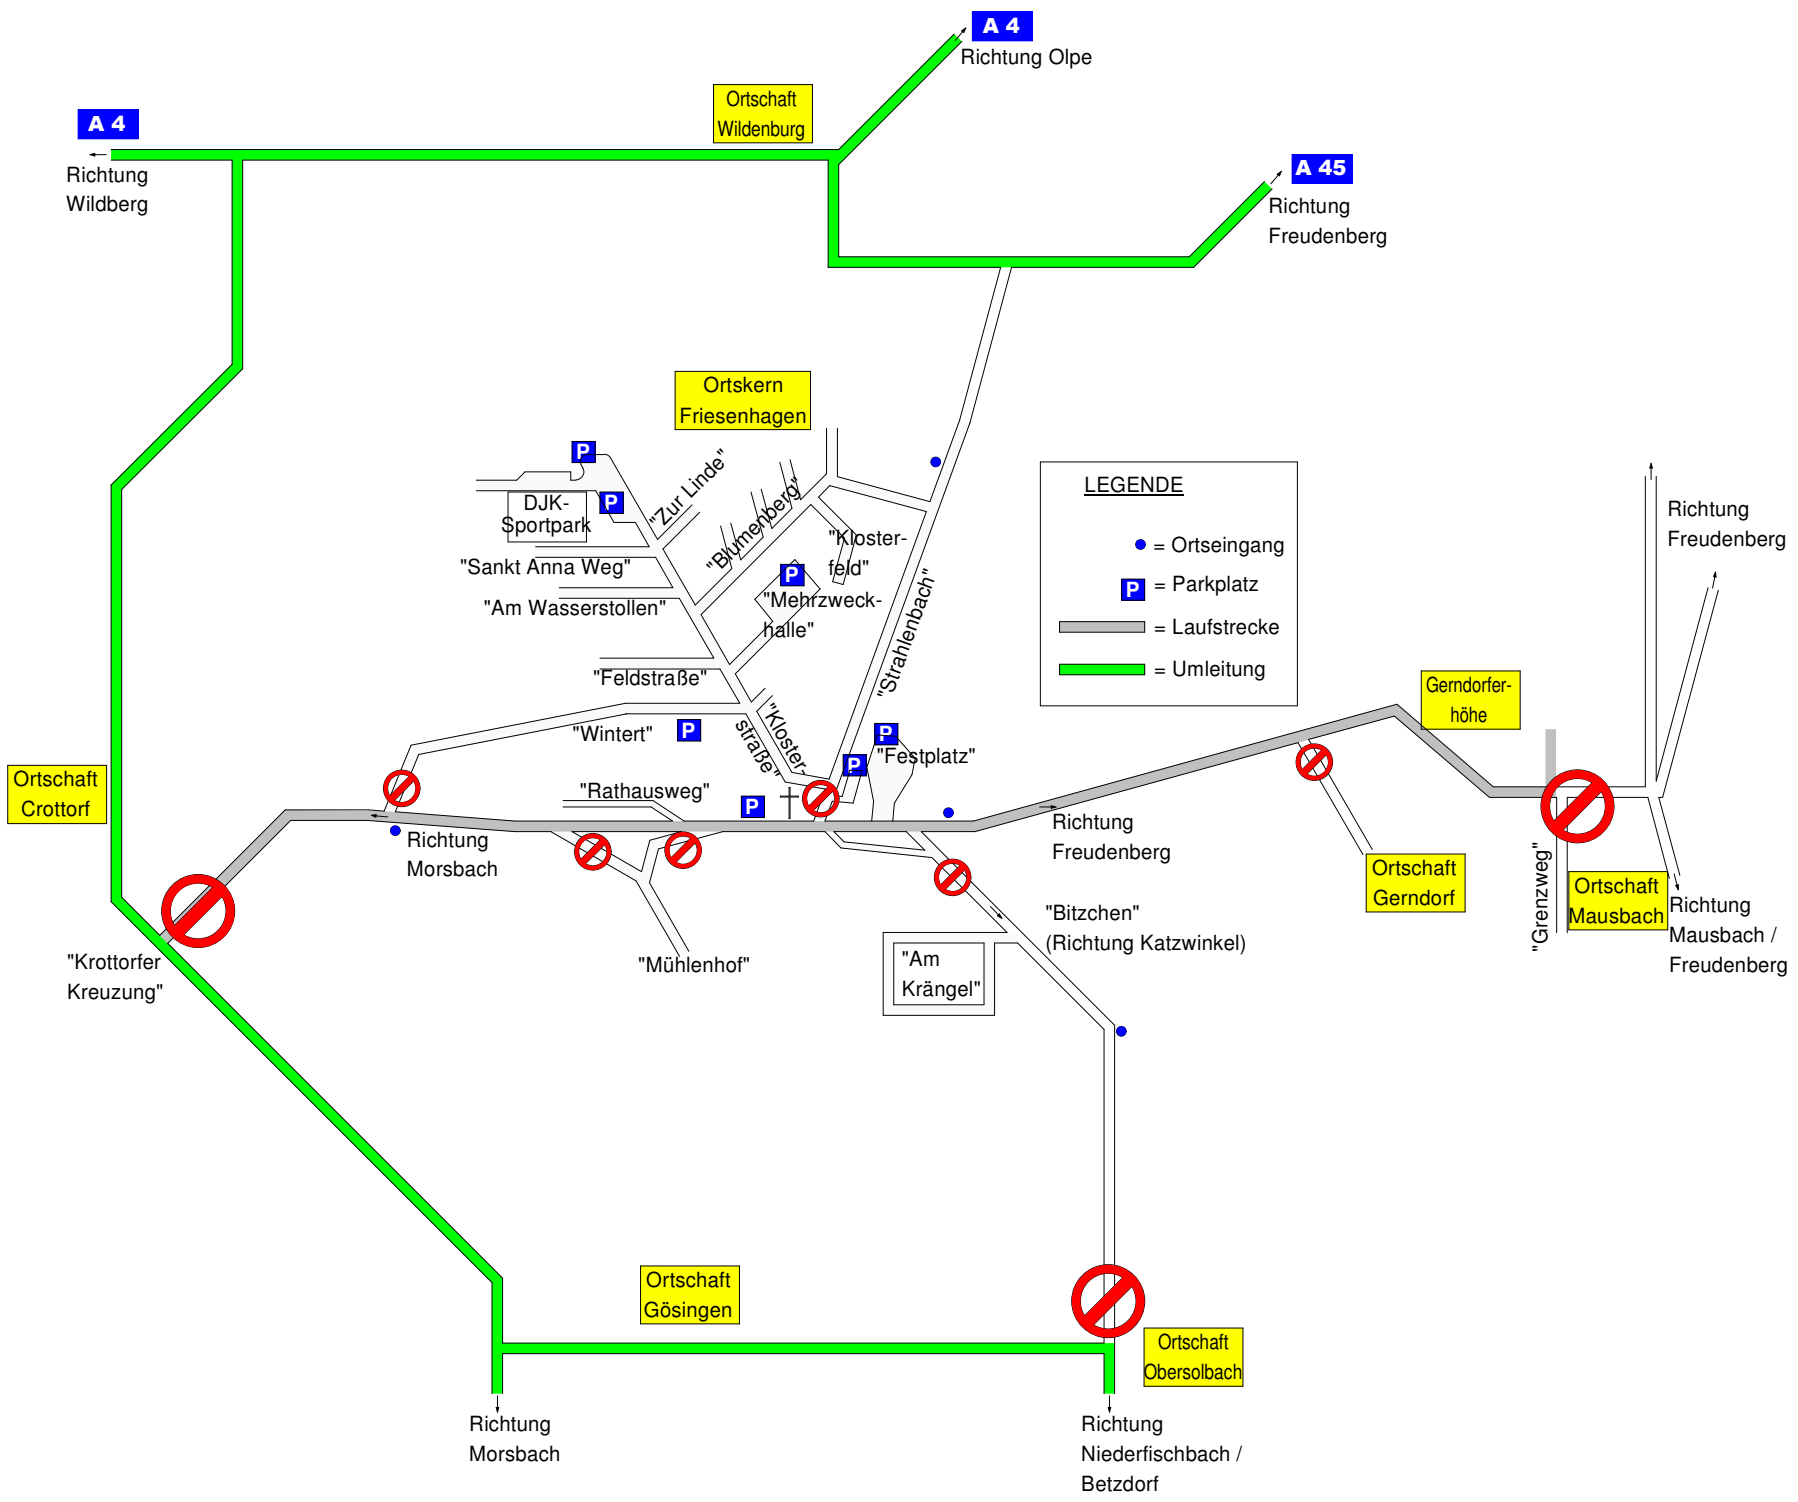 A 4
Richtung Olpe
Ortschaft
Wildenburg
A 4
Richtung
Wildberg
A 45
Richtung
Freudenberg
Ortskern
Friesenhagen
P
DJK-
Sportpark
P
"Zur Linde"
"Blumenberg"
"Kloster-
feld"
"Sankt Anna Weg"
P
"Mehrzweck-
halle"
"Am Wasserstollen"
"Strahlenbach"
"Feldstraße"
"Wintert"
P
"Kloster-
straße"
P
"Festplatz"
P
"Rathausweg"
P
LEGENDE
= Ortseingang
P = Parkplatz
= Laufstrecke
= Umleitung
Richtung
Freudenberg
Gerndorfer-
höhe
Ortschaft
Crottorf
Richtung
Morsbach
Richtung
Freudenberg
Ortschaft
Gerndorf
"Grenzweg"
Ortschaft
Mausbach
Richtung
Mausbach /
Freudenberg
"Krottorfer
Kreuzung"
"Mühlenhof"
"Bitzchen"
(Richtung Katzwinkel)
"Am
Krängel"
Ortschaft
Gösingen
Ortschaft
Obersolbach
Richtung
Morsbach
Richtung
Niederfischbach /
Betzdorf